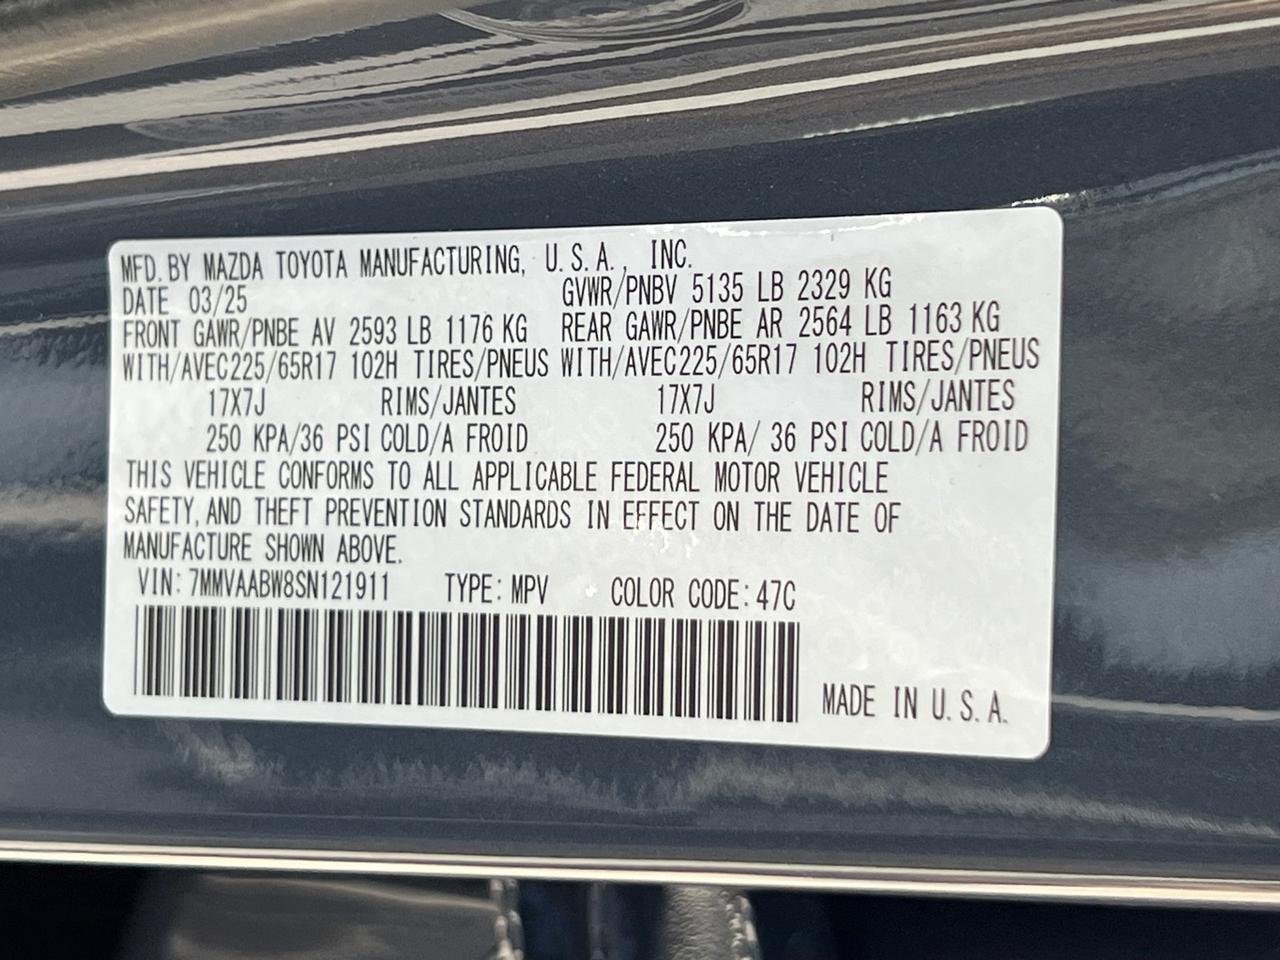 MFD. BY MAZDA TOYOTA MANUFACTURING, U.S.A., INC.
DATE 03/25 GVWR/PNBV 5135 LB 2329 KG
FRONT GAWR/PNBE AV 2593 LB 1176 KG REAR GAWR/PNBE AR 2564 LB 1163 KG
WITH/AVEC225/65R17 102H TIRES/PNEUS WITH/AVEC225/65R17 102H TIRES/PNEUS
17X7J RIMS/JANTES 17X7J RIMS/JANTES
250 KPA/36 PSI COLD/A FROID 250 KPA/ 36 PSI COLD/A FROID
THIS VEHICLE CONFORMS TO ALL APPLICABLE FEDERAL MOTOR VEHICLE
SAFETY, AND THEFT PREVENTION STANDARDS IN EFFECT ON THE DATE OF
MANUFACTURE SHOWN ABOVE.
VIN: 7MMVAABW8SN121911 TYPE: MPV COLOR CODE: 47C
MADE IN U.S.A.